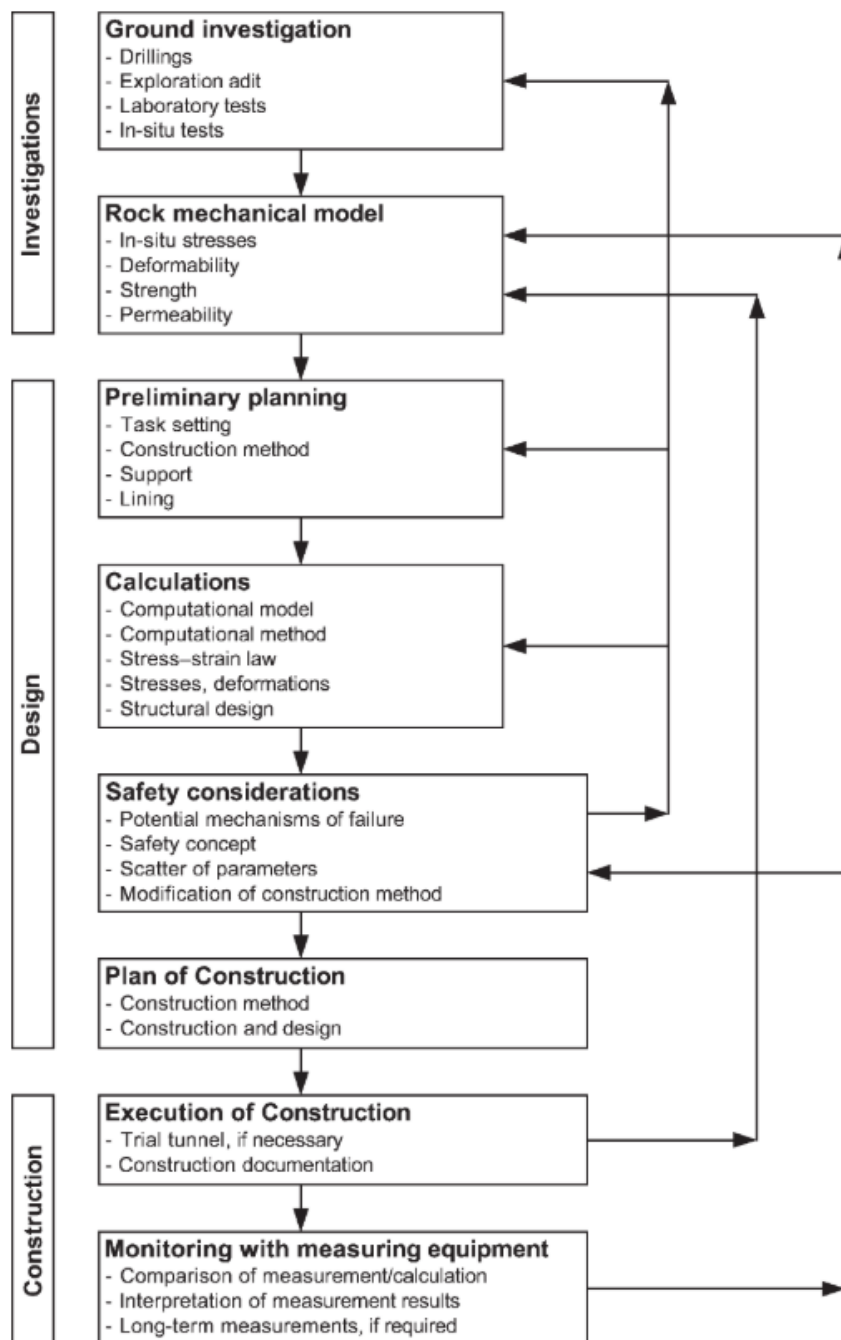 Investigations
Ground investigation
- Drillings
- Exploration adit
- Laboratory tests
- In-situ tests
Rock mechanical model
- In-situ stresses
- Deformability
- Strength
- Permeability
Design
Preliminary planning
- Task setting
- Construction method
- Support
- Lining
Calculations
- Computational model
- Computational method
- Stress–strain law
- Stresses, deformations
- Structural design
Safety considerations
- Potential mechanisms of failure
- Safety concept
- Scatter of parameters
- Modification of construction method
Plan of Construction
- Construction method
- Construction and design
Construction
Execution of Construction
- Trial tunnel, if necessary
- Construction documentation
Monitoring with measuring equipment
- Comparison of measurement/calculation
- Interpretation of measurement results
- Long-term measurements, if required